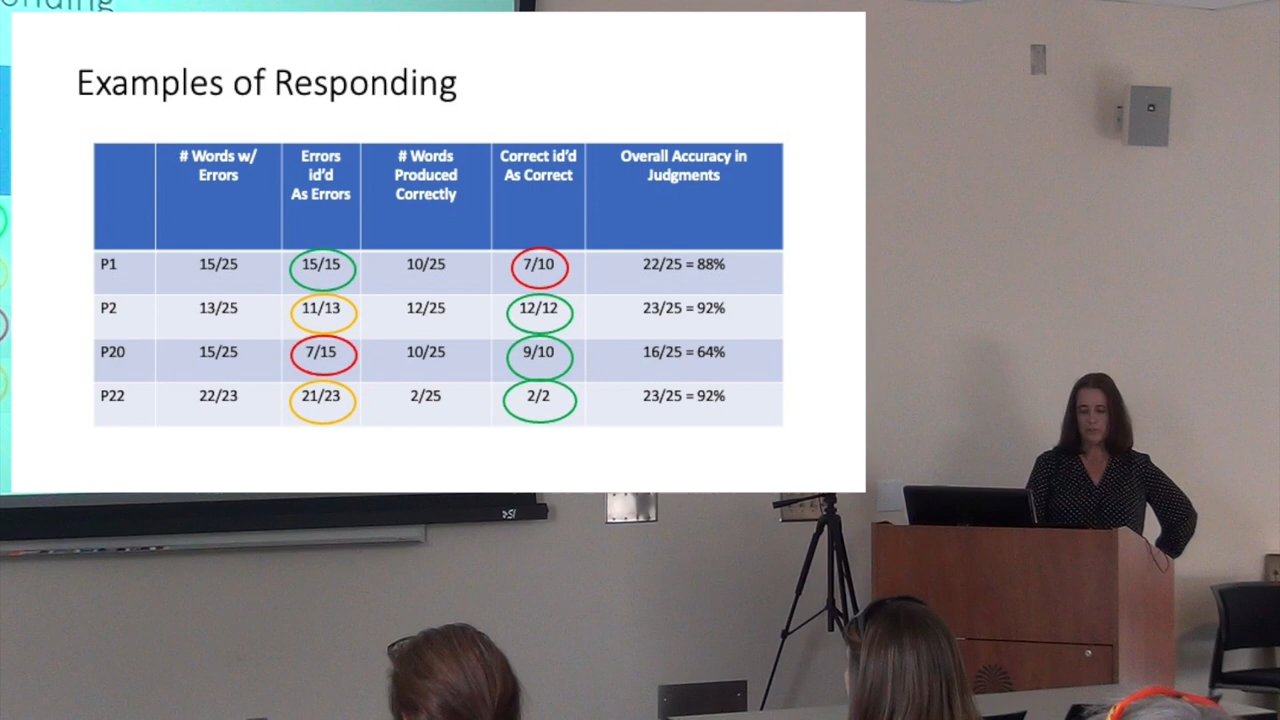 onding
Examples of Responding
# Words w/ Errors | Errors id’d As Errors | # Words Produced Correctly | Correct id’d As Correct | Overall Accuracy in Judgments
P1 | 15/25 | 15/15 | 10/25 | 7/10 | 22/25 = 88%
P2 | 13/25 | 11/13 | 12/25 | 12/12 | 23/25 = 92%
P20 | 15/25 | 7/15 | 10/25 | 9/10 | 16/25 = 64%
P22 | 22/23 | 21/23 | 2/25 | 2/2 | 23/25 = 92%